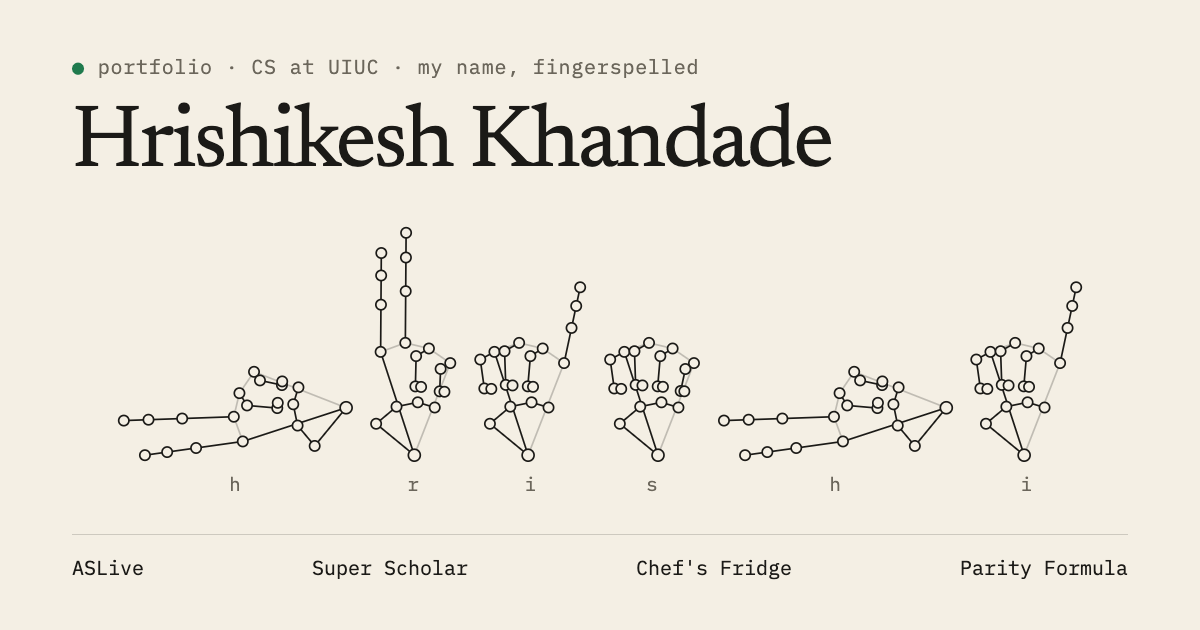 portfolio · CS at UIUC · my name, fingerspelled
Hrishikesh Khandade
h r i s h i
ASLive Super Scholar Chef's Fridge Parity Formula